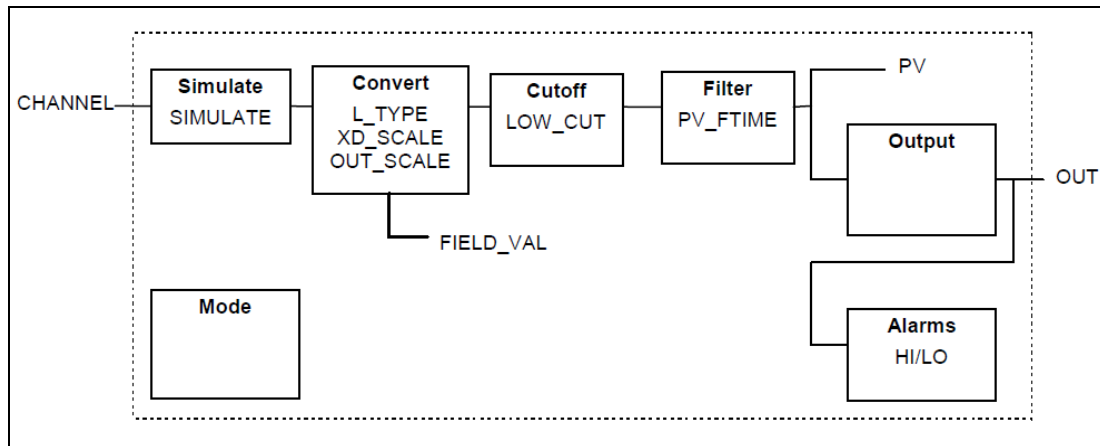 CHANNEL
Simulate
SIMULATE
Convert
L_TYPE
XD_SCALE
OUT_SCALE
FIELD_VAL
Cutoff
LOW_CUT
Filter
PV_FTIME
PV
Output
OUT
Mode
Alarms
HI/LO